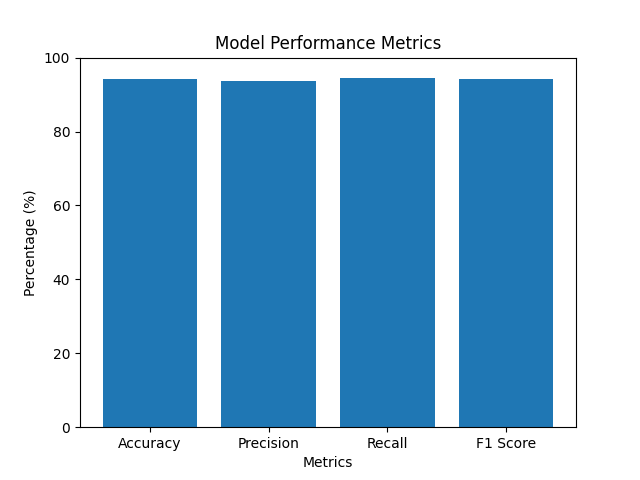 Model Performance Metrics
100
80
60
40
20
0
Percentage (%)
Accuracy Precision Recall F1 Score
Metrics